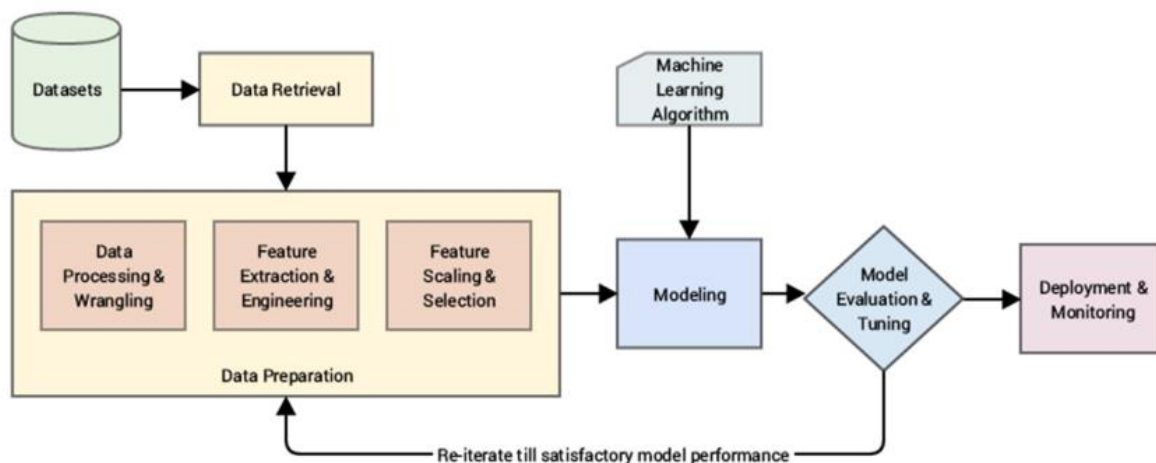 Datasets
Data Retrieval
Machine
Learning
Algorithm
Data
Processing &
Wrangling
Feature
Extraction &
Engineering
Feature
Scaling &
Selection
Data Preparation
Modeling
Model
Evaluation &
Tuning
Deployment &
Monitoring
Re-iterate till satisfactory model performance